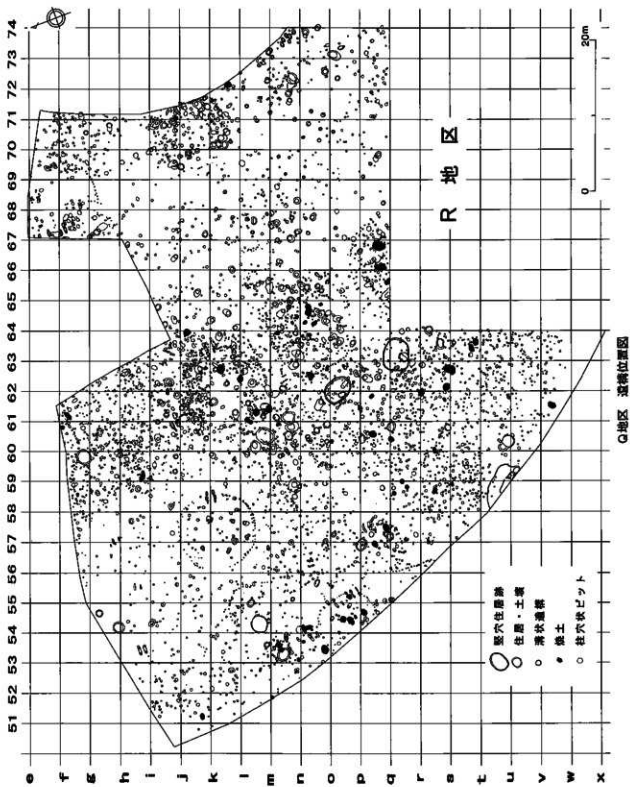 e f g h i j k l m n o p q r s t u v w x
51 52 53 54 55 56 57 58 59 60 61 62 63 64 65 66 67 68 69 70 71 72 73 74
R 地 区
0 20m
竪穴住居跡
住居・土壙
溝状遺構
焼土
柱穴状ピット
Q地区 遺構位置図